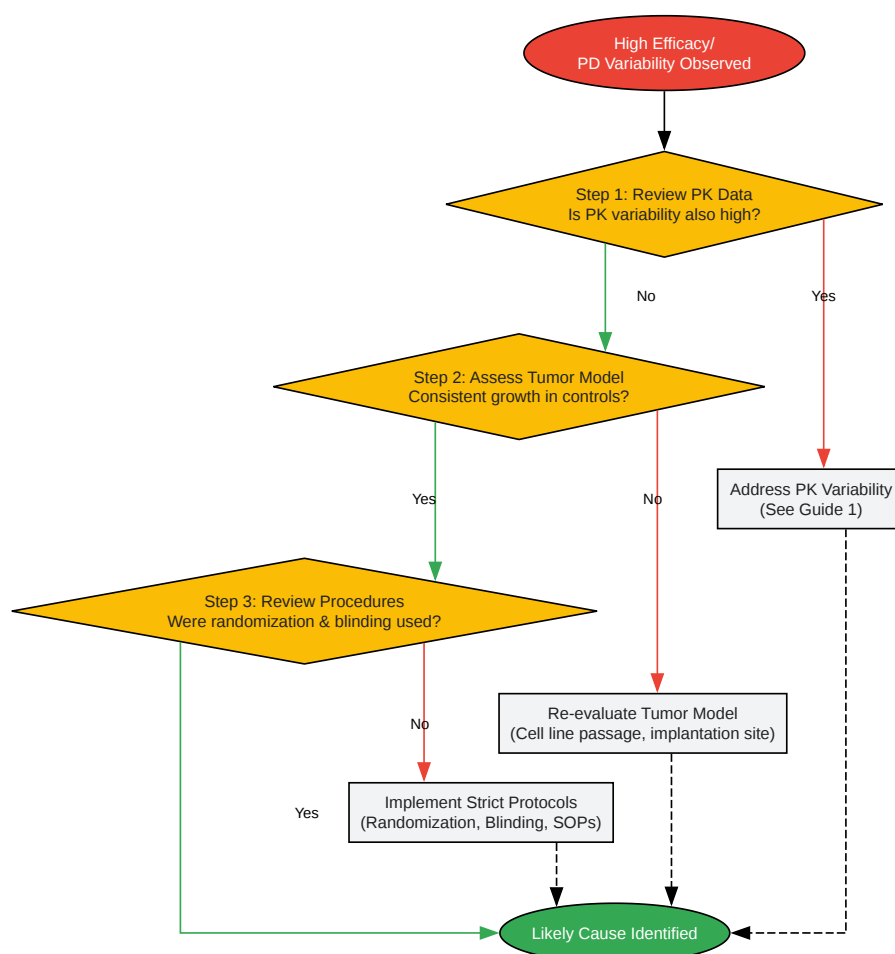 High Efficacy/
PD Variability Observed
Step 1: Review PK Data
Is PK variability also high?
No
Yes
Step 2: Assess Tumor Model
Consistent growth in controls?
Yes
No
Address PK Variability
(See Guide 1)
Step 3: Review Procedures
Were randomization & blinding used?
No
Re-evaluate Tumor Model
(Cell line passage, implantation site)
Yes
Implement Strict Protocols
(Randomization, Blinding, SOPs)
Likely Cause Identified